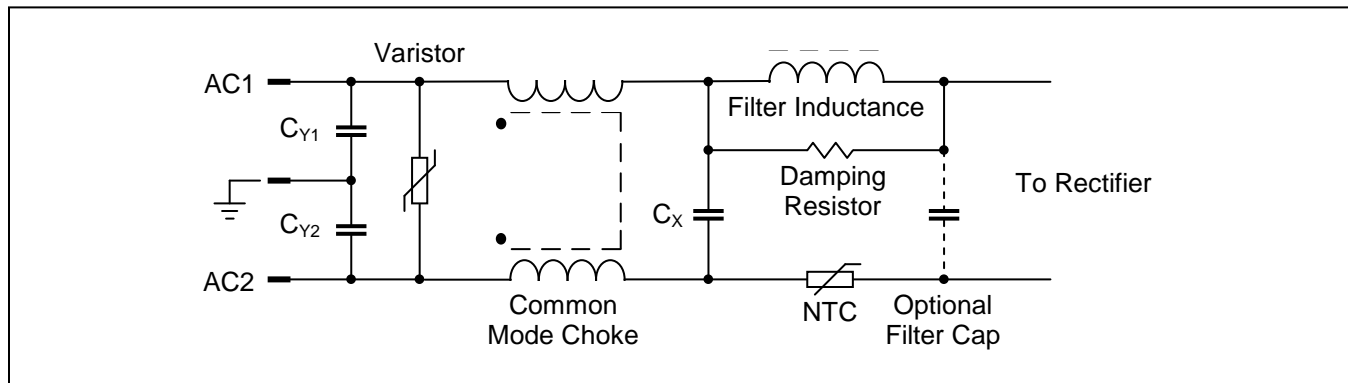 Varistor
AC1
Filter Inductance
CY1
Damping
Resistor
To Rectifier
CX
CY2
AC2
Common
Mode Choke
NTC
Optional
Filter Cap